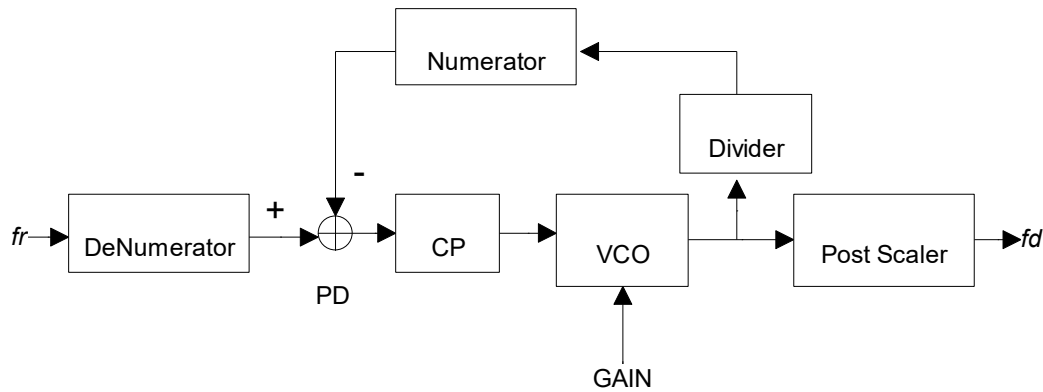 Numerator
Divider
-
+
fr
DeNumerator
CP
VCO
Post Scaler
fd
PD
GAIN